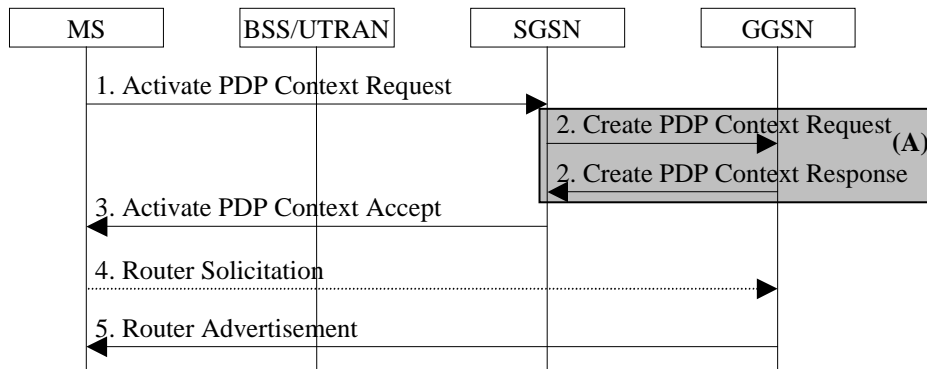 MS
BSS/UTRAN
SGSN
GGSN
1. Activate PDP Context Request
2. Create PDP Context Request
(A)
2. Create PDP Context Response
3. Activate PDP Context Accept
4. Router Solicitation
5. Router Advertisement